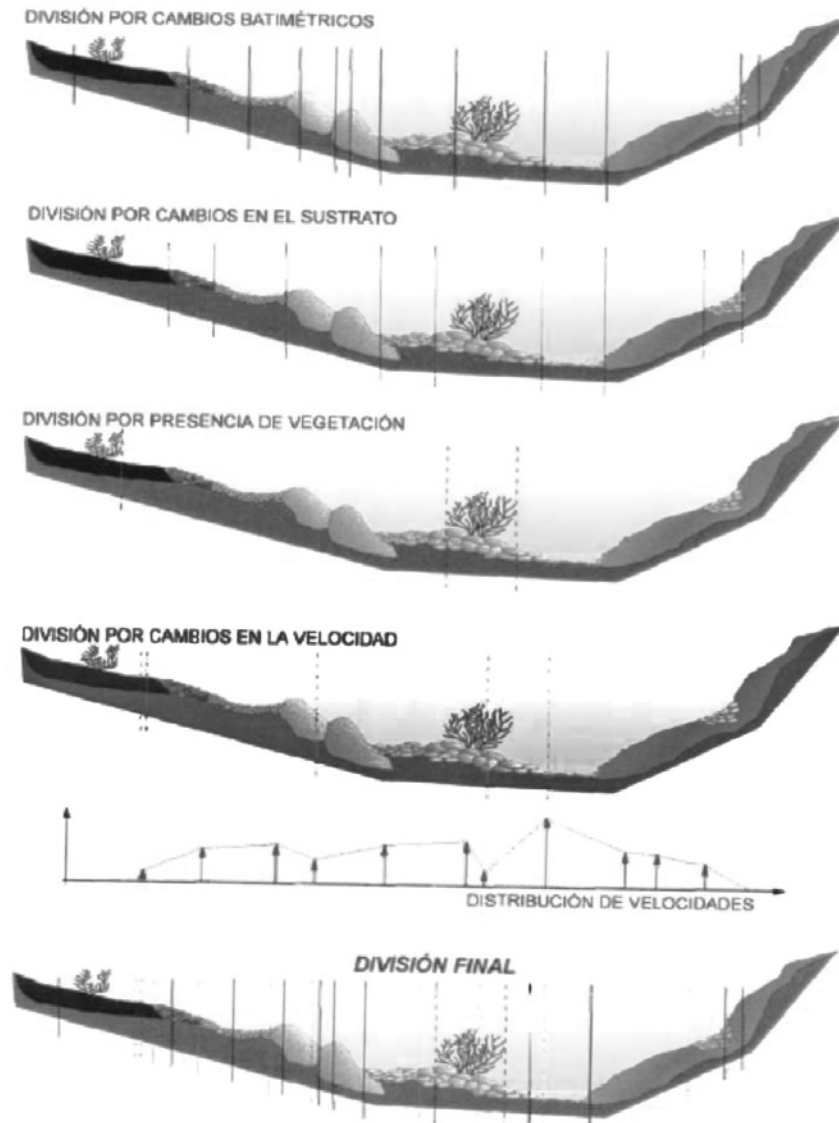 DIVISIÓN POR CAMBIOS BATIMÉTRICOS
DIVISIÓN POR CAMBIOS EN EL SUSTRATO
DIVISIÓN POR PRESENCIA DE VEGETACIÓN
DIVISIÓN POR CAMBIOS EN LA VELOCIDAD
DISTRIBUCIÓN DE VELOCIDADES
DIVISIÓN FINAL